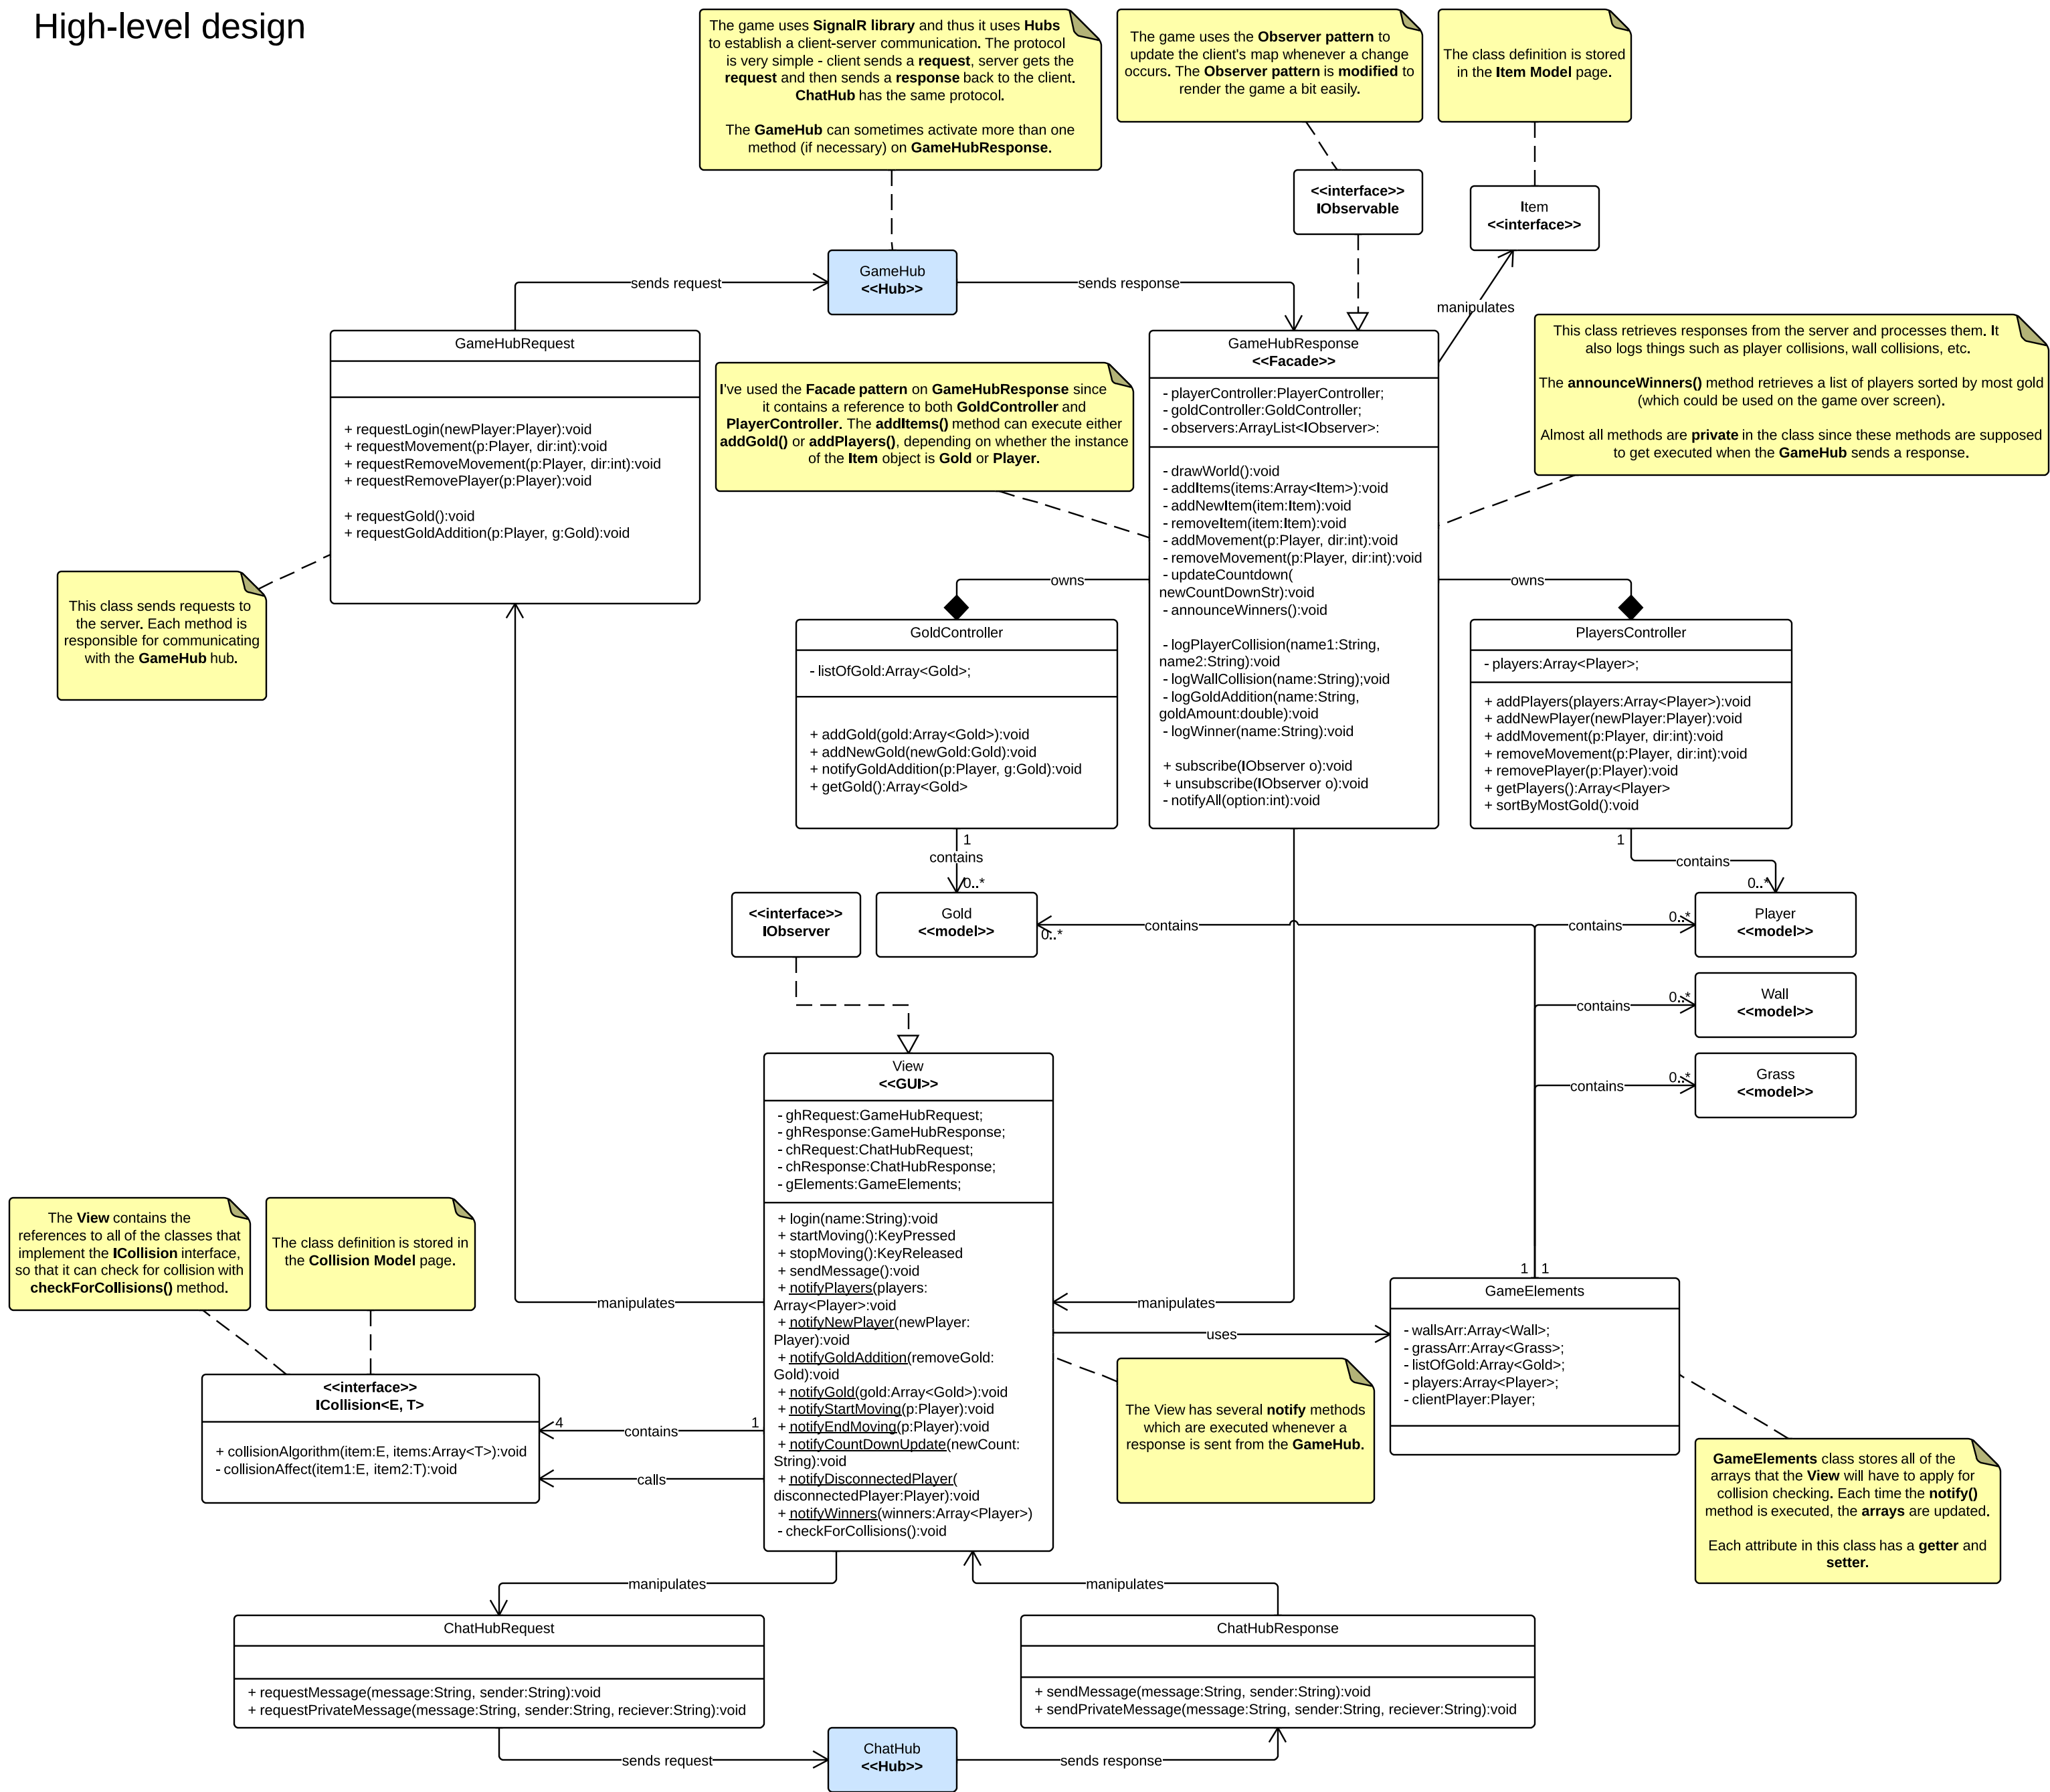 High-level design
The game uses SignalR library and thus it uses Hubs
to establish a client-server communication. The protocol
is very simple - client sends a request, server gets the
request and then sends a response back to the client.
ChatHub has the same protocol.
The GameHub can sometimes activate more than one
method (if necessary) on GameHubResponse.
The game uses the Observer pattern to
update the client's map whenever a change
occurs. The Observer pattern is modified to
render the game a bit easily.
The class definition is stored
in the Item Model page.
<<interface>>
IObservable
Item
<<interface>>
sends request
GameHub
<<Hub>>
sends response
manipulates
GameHubRequest
+ requestLogin(newPlayer:Player):void
+ requestMovement(p:Player, dir:int):void
+ requestRemoveMovement(p:Player, dir:int):void
+ requestRemovePlayer(p:Player):void
+ requestGold():void
+ requestGoldAddition(p:Player, g:Gold):void
This class sends requests to
the server. Each method is
responsible for communicating
with the GameHub hub.
I've used the Facade pattern on GameHubResponse since
it contains a reference to both GoldController and
PlayerController. The addItems() method can execute either
addGold() or addPlayers(), depending on whether the instance
of the Item object is Gold or Player.
GameHubResponse
<<Facade>>
- playerController:PlayerController;
- goldController:GoldController;
- observers:ArrayList<IObserver>:
- drawWorld():void
- addItems(items:Array<Item>):void
- addNewItem(item:Item):void
- removeItem(item:Item):void
- addMovement(p:Player, dir:int):void
- removeMovement(p:Player, dir:int):void
- updateCountdown(
newCountDownStr):void
- announceWinners():void
- logPlayerCollision(name1:String,
name2:String):void
- logWallCollision(name:String);void
- logGoldAddition(name:String,
goldAmount:double):void
- logWinner(name:String):void
+ subscribe(IObserver o):void
+ unsubscribe(IObserver o):void
- notifyAll(option:int):void
This class retrieves responses from the server and processes them. It
also logs things such as player collisions, wall collisions, etc.
The announceWinners() method retrieves a list of players sorted by most gold
(which could be used on the game over screen).
Almost all methods are private in the class since these methods are supposed
to get executed when the GameHub sends a response.
owns
owns
GoldController
- listOfGold:Array<Gold>;
+ addGold(gold:Array<Gold>):void
+ addNewGold(newGold:Gold):void
+ notifyGoldAddition(p:Player, g:Gold):void
+ getGold():Array<Gold>
PlayersController
- players:Array<Player>;
+ addPlayers(players:Array<Player>):void
+ addNewPlayer(newPlayer:Player):void
+ addMovement(p:Player, dir:int):void
+ removeMovement(p:Player, dir:int):void
+ removePlayer(p:Player):void
+ getPlayers():Array<Player>
+ sortByMostGold():void
1
contains
0..*
1
contains
0..*
<<interface>>
IObserver
Gold
<<model>>
0..*
contains
contains
0..*
Player
<<model>>
contains
0..*
Wall
<<model>>
contains
0..*
Grass
<<model>>
View
<<GUI>>
- ghRequest:GameHubRequest;
- ghResponse:GameHubResponse;
- chRequest:ChatHubRequest;
- chResponse:ChatHubResponse;
- gElements:GameElements;
+ login(name:String):void
+ startMoving():KeyPressed
+ stopMoving():KeyReleased
+ sendMessage():void
+ notifyPlayers(players:
Array<Player>:void
+ notifyNewPlayer(newPlayer:
Player):void
+ notifyGoldAddition(removeGold:
Gold):void
+ notifyGold(gold:Array<Gold>):void
+ notifyStartMoving(p:Player):void
+ notifyEndMoving(p:Player):void
+ notifyCountDownUpdate(newCount:
String):void
+ notifyDisconnectedPlayer(
disconnectedPlayer:Player):void
+ notifyWinners(winners:Array<Player>)
- checkForCollisions():void
manipulates
manipulates
uses
The View contains the
references to all of the classes that
implement the ICollision interface,
so that it can check for collision with
checkForCollisions() method.
The class definition is stored in
the Collision Model page.
<<interface>>
ICollision<E, T>
+ collisionAlgorithm(item:E, items:Array<T>):void
- collisionAffect(item1:E, item2:T):void
4
contains
1
calls
The View has several notify methods
which are executed whenever a
response is sent from the GameHub.
1
1
GameElements
- wallsArr:Array<Wall>;
- grassArr:Array<Grass>;
- listOfGold:Array<Gold>;
- players:Array<Player>;
- clientPlayer:Player;
GameElements class stores all of the
arrays that the View will have to apply for
collision checking. Each time the notify()
method is executed, the arrays are updated.
Each attribute in this class has a getter and
setter.
manipulates
manipulates
ChatHubRequest
+ requestMessage(message:String, sender:String):void
+ requestPrivateMessage(message:String, sender:String, reciever:String):void
ChatHubResponse
+ sendMessage(message:String, sender:String):void
+ sendPrivateMessage(message:String, sender:String, reciever:String):void
sends request
ChatHub
<<Hub>>
sends response